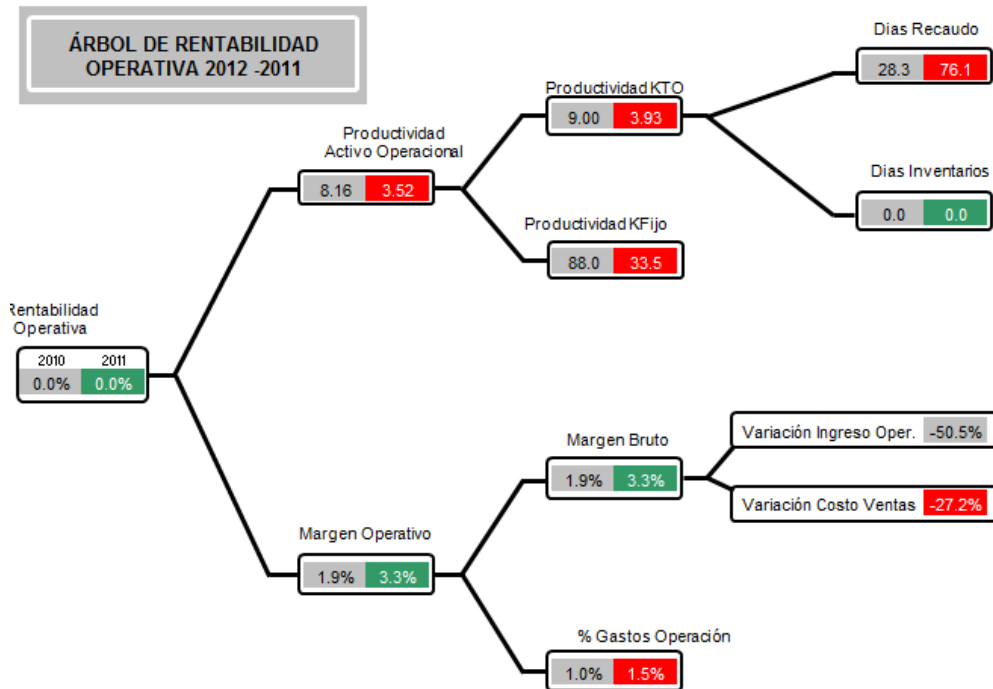 ÁRBOL DE RENTABILIDAD
OPERATIVA 2012 -2011
Dias Recaudo
28.3 76.1
Productividad KTO
9.00 3.93
Productividad
Activo Operacional
8.16 3.52
Dias Inventarios
0.0 0.0
Productividad KFijo
88.0 33.5
Rentabilidad
Operativa
2010 2011
0.0% 0.0%
Margen Bruto
1.9% 3.3%
Variación Ingreso Oper. -50.5%
Variación Costo Ventas -27.2%
Margen Operativo
1.9% 3.3%
% Gastos Operación
1.0% 1.5%